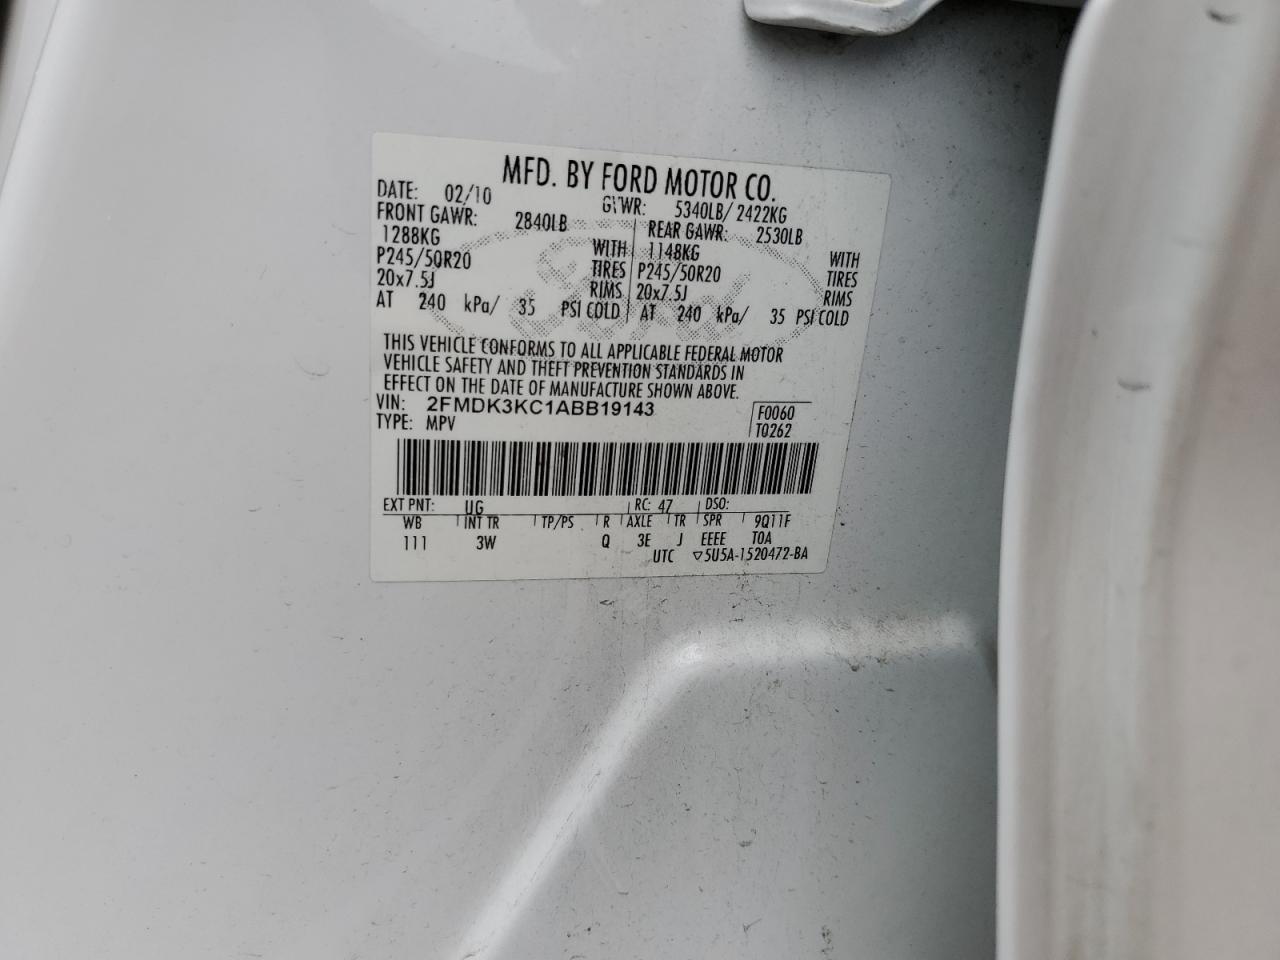 MFD. BY FORD MOTOR CO.
DATE: 02/10 GVWR: 5340LB/ 2422KG
FRONT GAWR: 2840LB REAR GAWR: 2530LB
1288KG WITH 1148KG WITH
P245/50R20 TIRES P245/50R20 TIRES
20x7.5J RIMS 20x7.5J RIMS
AT 240 kPa/ 35 PSI COLD AT 240 kPa/ 35 PSI COLD
THIS VEHICLE CONFORMS TO ALL APPLICABLE FEDERAL MOTOR
VEHICLE SAFETY AND THEFT PREVENTION STANDARDS IN
EFFECT ON THE DATE OF MANUFACTURE SHOWN ABOVE.
VIN: 2FMDK3KC1ABB19143 F0060
TYPE: MPV T0262
EXT PNT: UG RC: 47 DSO:
WB INT TR TP/PS R AXLE TR SPR 9Q11F
111 3W Q 3E J EEEE T0A
UTC ▽5U5A-1520472-BA
Ford